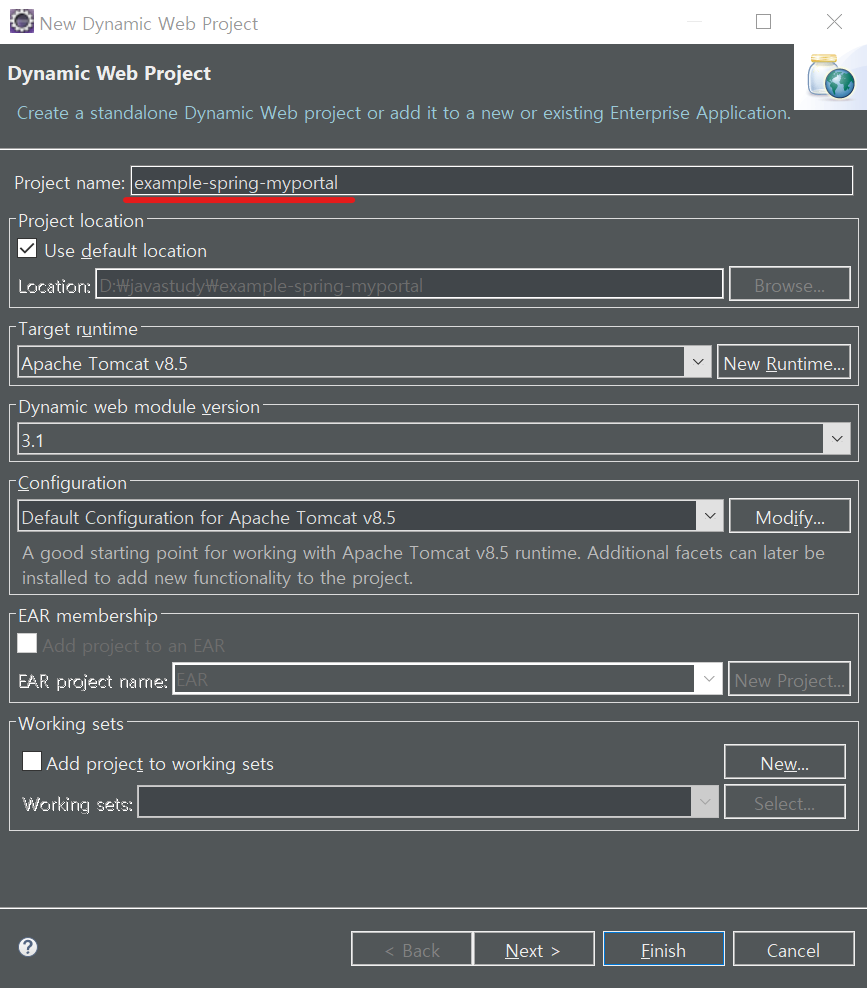 New Dynamic Web Project
Dynamic Web Project
Create a standalone Dynamic Web project or add it to a new or existing Enterprise Application.
Project name: example-spring-myportal
Project location
Use default location
Location: D:₩javastudy₩example-spring-myportal Browse...
Target runtime
Apache Tomcat v8.5 New Runtime...
Dynamic web module version
3.1
Configuration
Default Configuration for Apache Tomcat v8.5 Modify...
A good starting point for working with Apache Tomcat v8.5 runtime. Additional facets can later be
installed to add new functionality to the project.
EAR membership
Add project to an EAR
EAR project name: EAR New Project...
Working sets
Add project to working sets New...
Working sets: Select...
? < Back Next > Finish Cancel